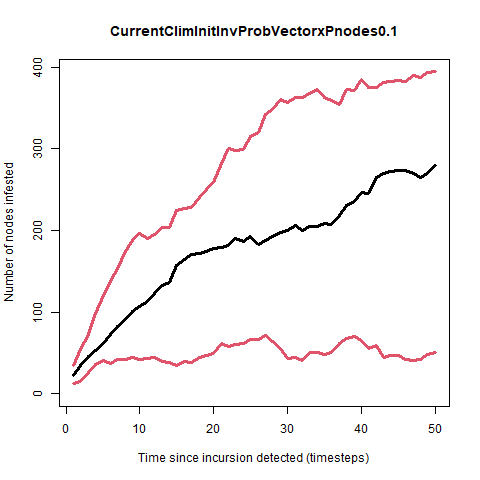 CurrentClimInitInvProbVectorxPnodes0.1
Number of nodes infested
400
300
200
100
0
0 10 20 30 40 50
Time since incursion detected (timesteps)